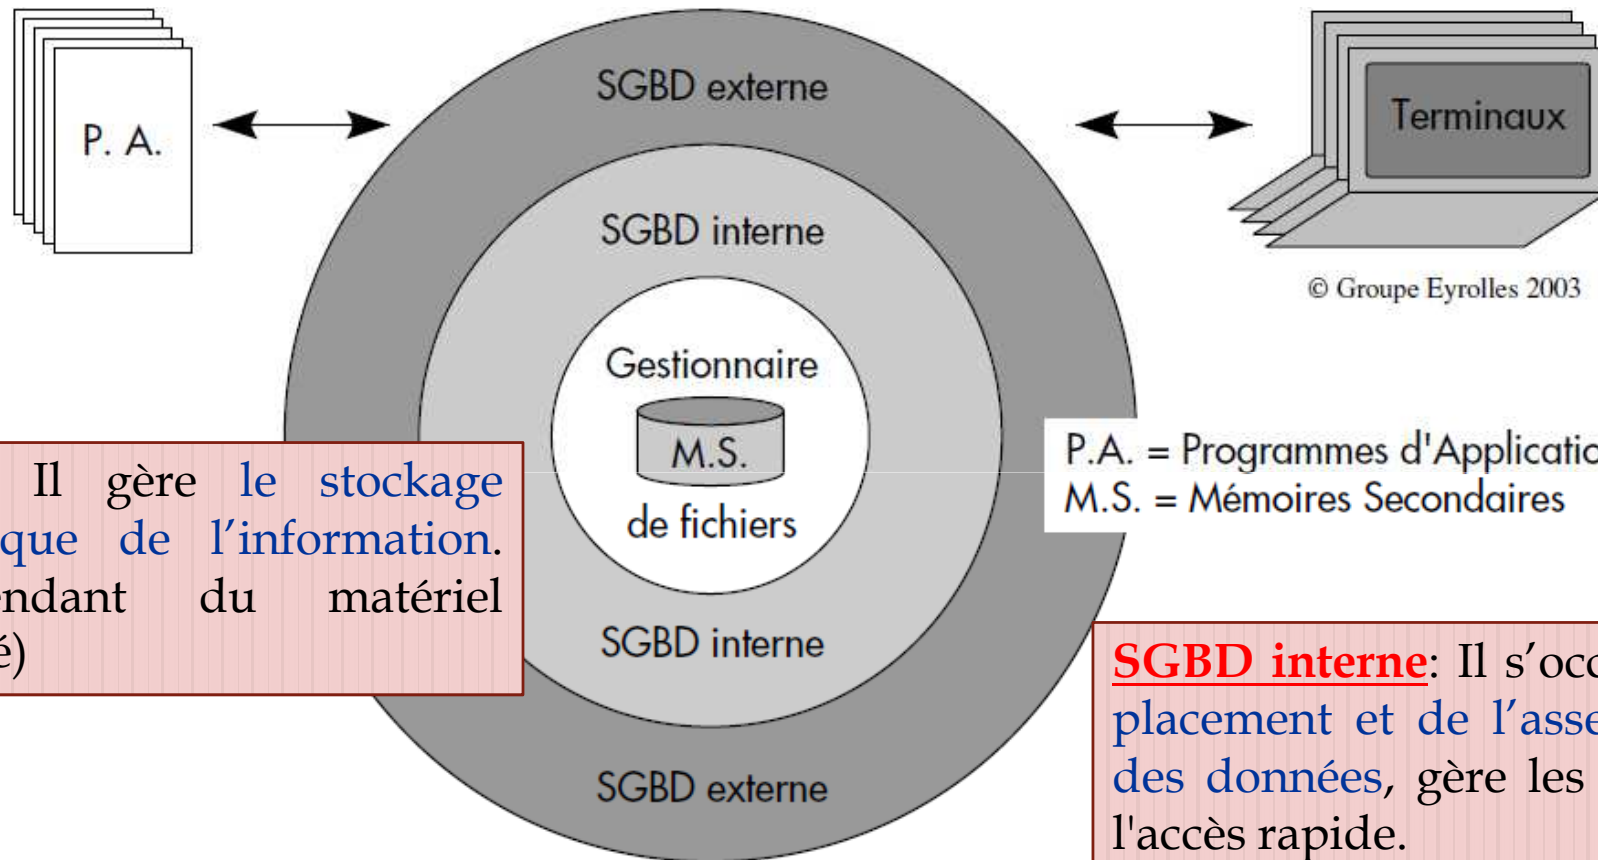 SGBD externe
P. A.
Terminaux
SGBD interne
© Groupe Eyrolles 2003
Gestionnaire
M.S.
de fichiers
P.A. = Programmes d'Applicatio
M.S. = Mémoires Secondaires
Il gère le stockage
que de l’information.
endant du matériel
é)
SGBD interne
SGBD interne: Il s’occ
placement et de l’asse
des données, gère les
l'accès rapide.
SGBD externe